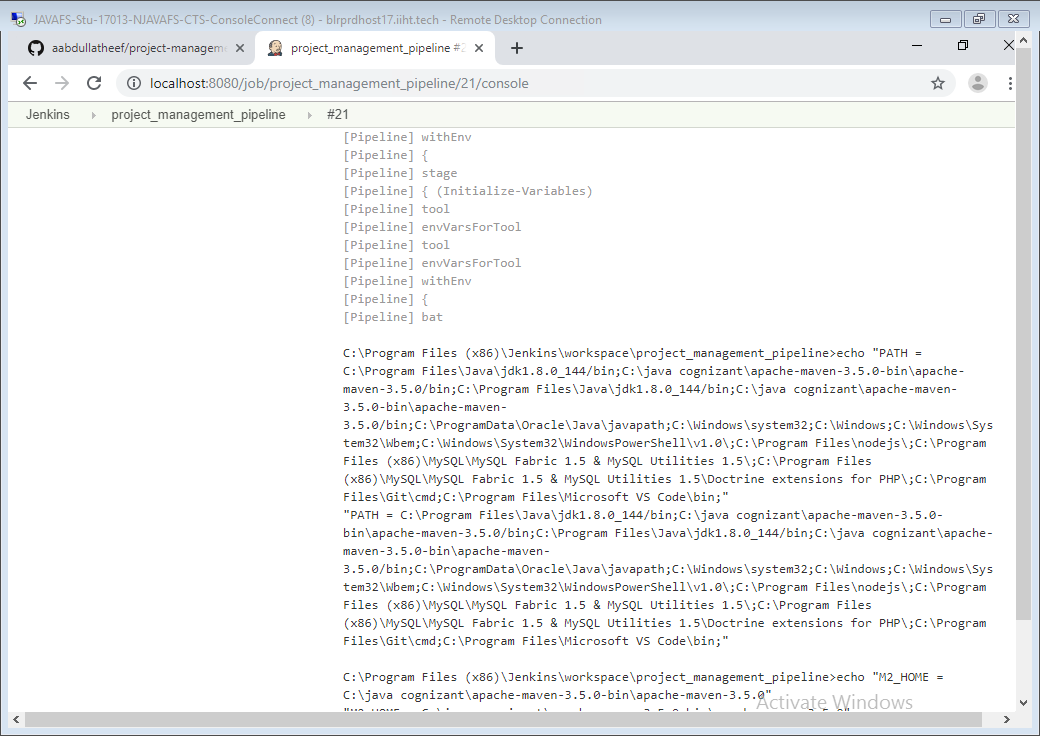 JAVAFS-Stu-17013-NJAVAFS-CTS-ConsoleConnect (8) - blrprdhost17.iiht.tech - Remote Desktop Connection
aabdullatheef/project-managem
project_management_pipeline #2
localhost:8080/job/project_management_pipeline/21/console
Jenkins project_management_pipeline #21
[Pipeline] withEnv
[Pipeline] {
[Pipeline] stage
[Pipeline] { (Initialize-Variables)
[Pipeline] tool
[Pipeline] envVarsForTool
[Pipeline] tool
[Pipeline] envVarsForTool
[Pipeline] withEnv
[Pipeline] {
[Pipeline] bat
C:\Program Files (x86)\Jenkins\workspace\project_management_pipeline>echo "PATH =
C:\Program Files\Java\jdk1.8.0_144/bin;C:\java cognizant\apache-maven-3.5.0-bin\apache-
maven-3.5.0/bin;C:\Program Files\Java\jdk1.8.0_144/bin;C:\java cognizant\apache-maven-
3.5.0-bin\apache-maven-
3.5.0/bin;C:\ProgramData\Oracle\Java\javapath;C:\Windows\system32;C:\Windows;C:\Windows\Sys
tem32\Wbem;C:\Windows\System32\WindowsPowerShell\v1.0\;C:\Program Files\nodejs\;C:\Program
Files (x86)\MySQL\MySQL Fabric 1.5 & MySQL Utilities 1.5\;C:\Program Files
(x86)\MySQL\MySQL Fabric 1.5 & MySQL Utilities 1.5\Doctrine extensions for PHP\;C:\Program
Files\Git\cmd;C:\Program Files\Microsoft VS Code\bin;"
"PATH = C:\Program Files\Java\jdk1.8.0_144/bin;C:\java cognizant\apache-maven-3.5.0-
bin\apache-maven-3.5.0/bin;C:\Program Files\Java\jdk1.8.0_144/bin;C:\java cognizant\apache-
maven-3.5.0-bin\apache-maven-
3.5.0/bin;C:\ProgramData\Oracle\Java\javapath;C:\Windows\system32;C:\Windows;C:\Windows\Sys
tem32\Wbem;C:\Windows\System32\WindowsPowerShell\v1.0\;C:\Program Files\nodejs\;C:\Program
Files (x86)\MySQL\MySQL Fabric 1.5 & MySQL Utilities 1.5\;C:\Program Files
(x86)\MySQL\MySQL Fabric 1.5 & MySQL Utilities 1.5\Doctrine extensions for PHP\;C:\Program
Files\Git\cmd;C:\Program Files\Microsoft VS Code\bin;"
C:\Program Files (x86)\Jenkins\workspace\project_management_pipeline>echo "M2_HOME =
C:\java cognizant\apache-maven-3.5.0-bin\apache-maven-3.5.0"
Activate Windows